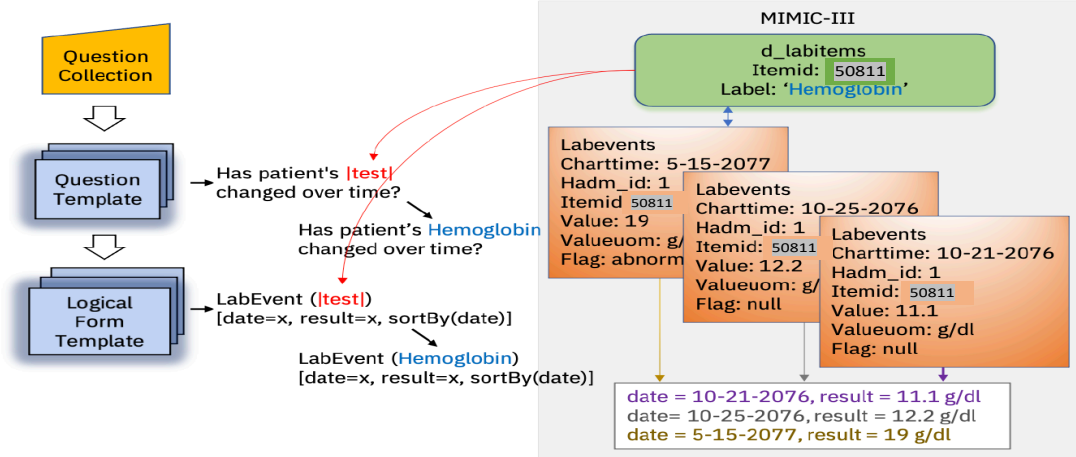 Question
Collection
Question
Template
Logical
Form
Template
Has patient's |test|
changed over time?
Has patient's Hemoglobin
changed over time?
LabEvent (|test|)
[date=x, result=x, sortBy(date)]
LabEvent (Hemoglobin)
[date=x, result=x, sortBy(date)]
MIMIC-III
d_labitems
Itemid: 50811
Label: ‘Hemoglobin’
Labevents
Charttime: 5-15-2077
Hadm_id: 1
Itemid 50811
Value: 19
Valueuom: g/
Flag: abnorm
Labevents
Charttime: 10-25-2076
Hadm_id: 1
Itemid: 50811
Value: 12.2
Valueuom: g/
Flag: null
Labevents
Charttime: 10-21-2076
Hadm_id: 1
Itemid: 50811
Value: 11.1
Valueuom: g/dl
Flag: null
date = 10-21-2076, result = 11.1 g/dl
date= 10-25-2076, result = 12.2 g/dl
date = 5-15-2077, result = 19 g/dl